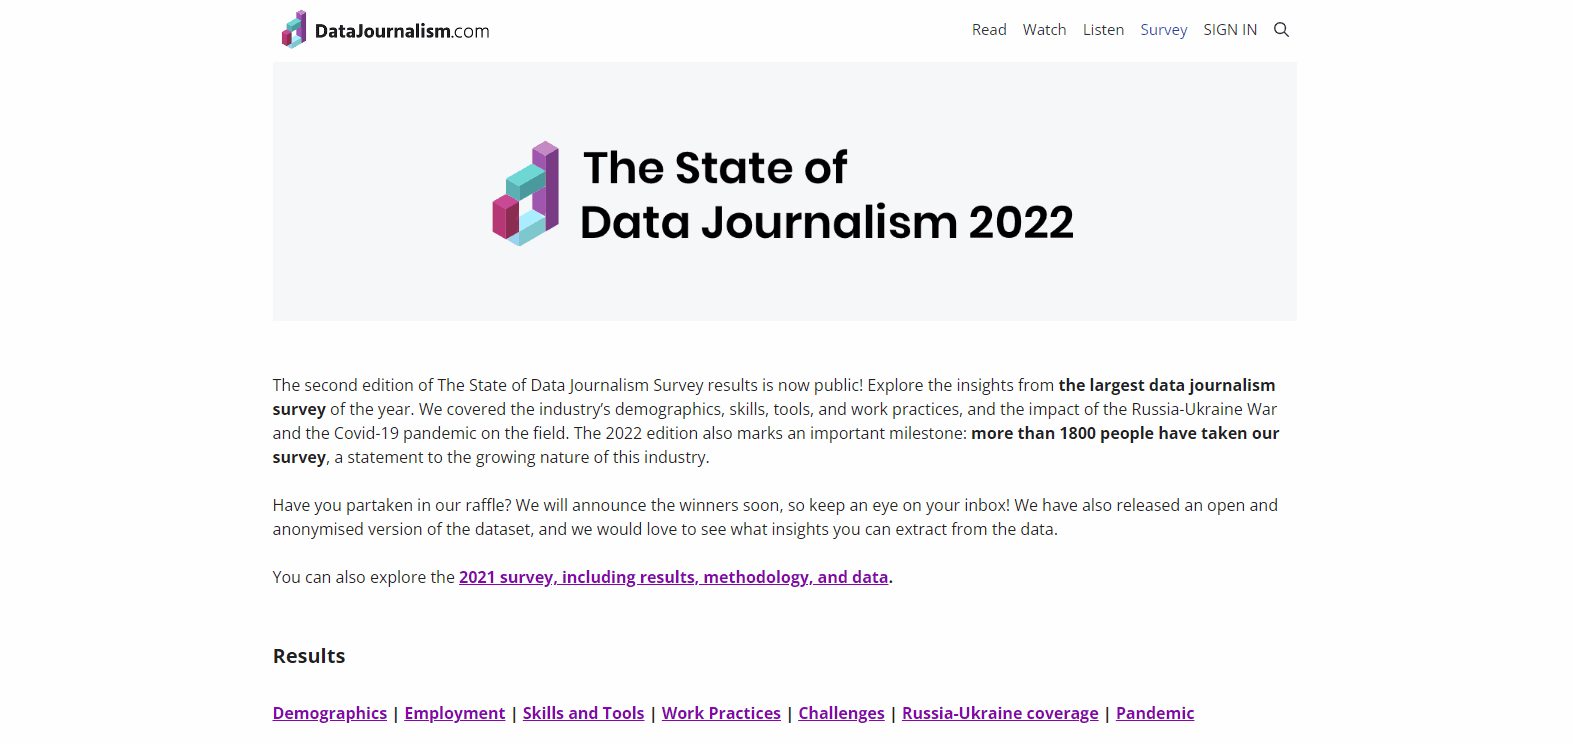 DataJournalism.com
Read Watch Listen Survey SIGN IN
The State of
Data Journalism 2022
The second edition of The State of Data Journalism Survey results is now public! Explore the insights from the largest data journalism
survey of the year. We covered the industry’s demographics, skills, tools, and work practices, and the impact of the Russia-Ukraine War
and the Covid-19 pandemic on the field. The 2022 edition also marks an important milestone: more than 1800 people have taken our
survey, a statement to the growing nature of this industry.
Have you partaken in our raffle? We will announce the winners soon, so keep an eye on your inbox! We have also released an open and
anonymised version of the dataset, and we would love to see what insights you can extract from the data.
You can also explore the 2021 survey, including results, methodology, and data.
Results
Demographics | Employment | Skills and Tools | Work Practices | Challenges | Russia-Ukraine coverage | Pandemic